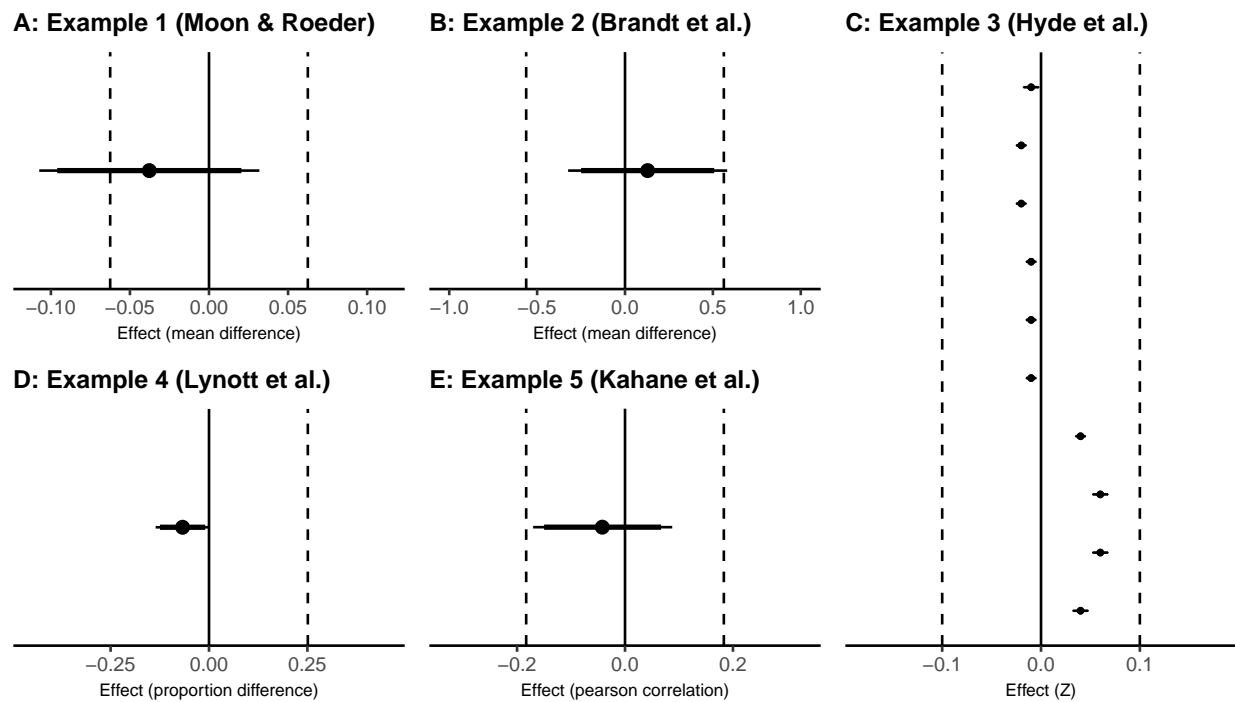 A: Example 1 (Moon & Roeder)
−0.10 −0.05 0.00 0.05 0.10
Effect (mean difference)
B: Example 2 (Brandt et al.)
−1.0 −0.5 0.0 0.5 1.0
Effect (mean difference)
C: Example 3 (Hyde et al.)
−0.1 0.0 0.1
Effect (Z)
D: Example 4 (Lynott et al.)
−0.25 0.00 0.25
Effect (proportion difference)
E: Example 5 (Kahane et al.)
−0.2 0.0 0.2
Effect (pearson correlation)